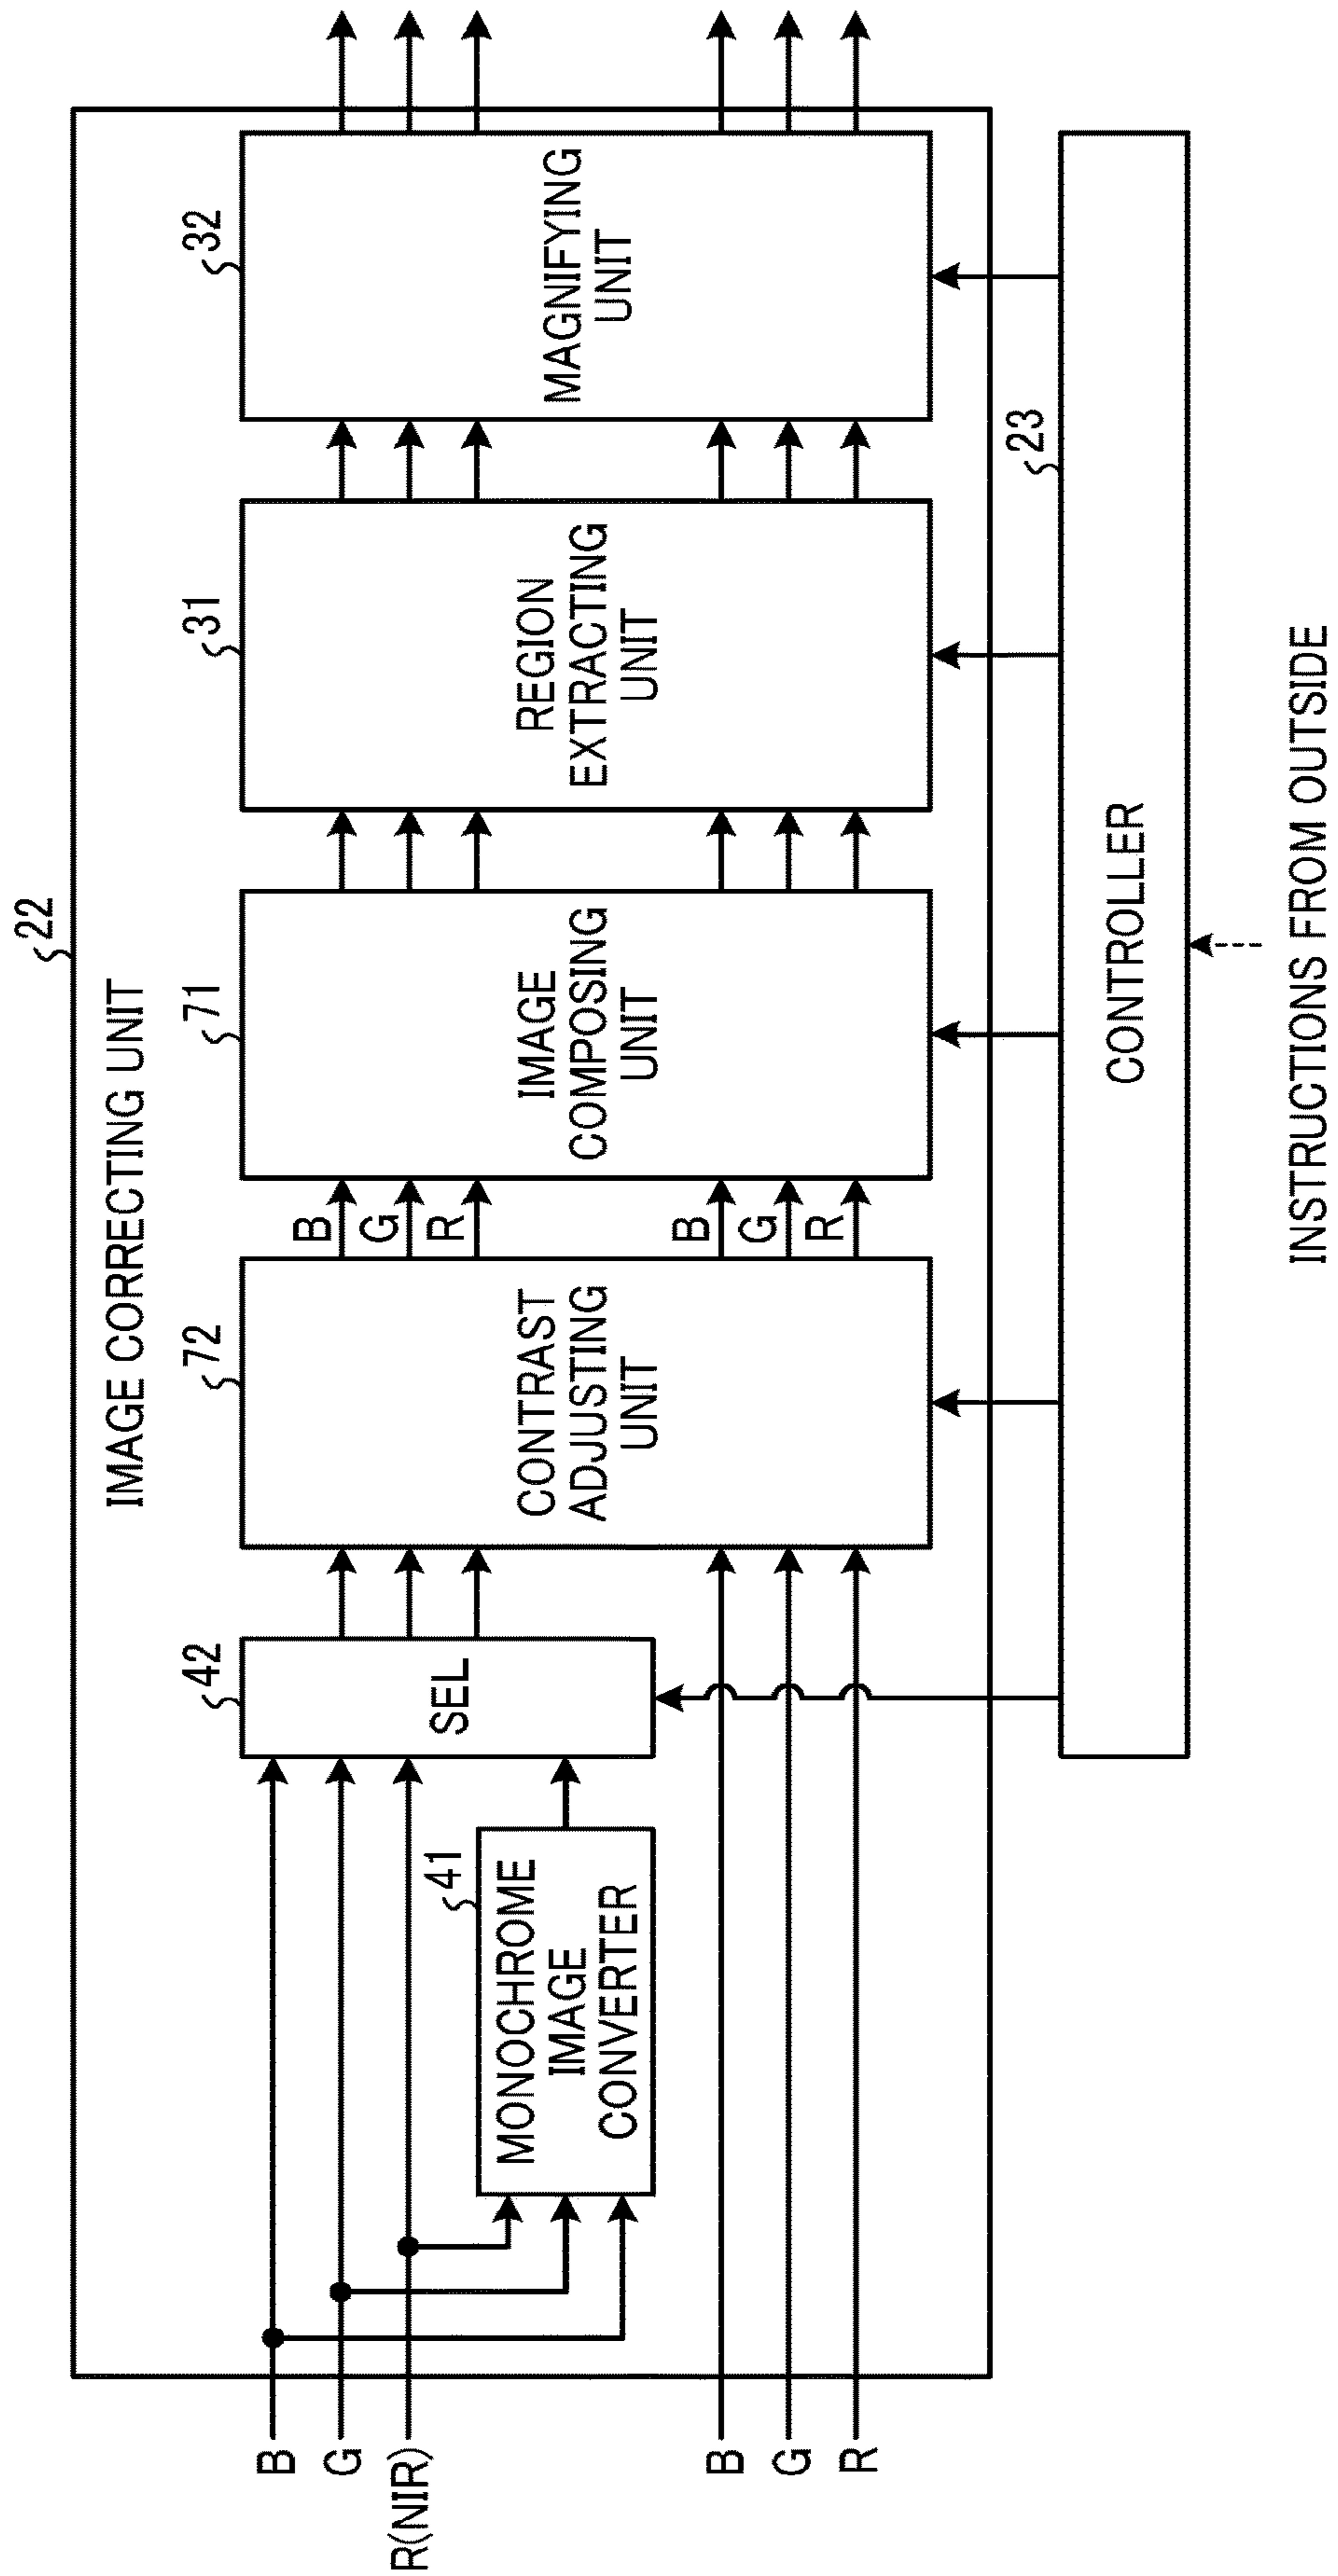 22
IMAGE CORRECTING UNIT
B
G
R(NIR)
B
G
R
41
MONOCHROME
IMAGE
CONVERTER
42
SEL
72
CONTRAST
ADJUSTING
UNIT
B
G
R
B
G
R
71
IMAGE
COMPOSING
UNIT
31
REGION
EXTRACTING
UNIT
32
MAGNIFYING
UNIT
23
CONTROLLER
INSTRUCTIONS FROM OUTSIDE